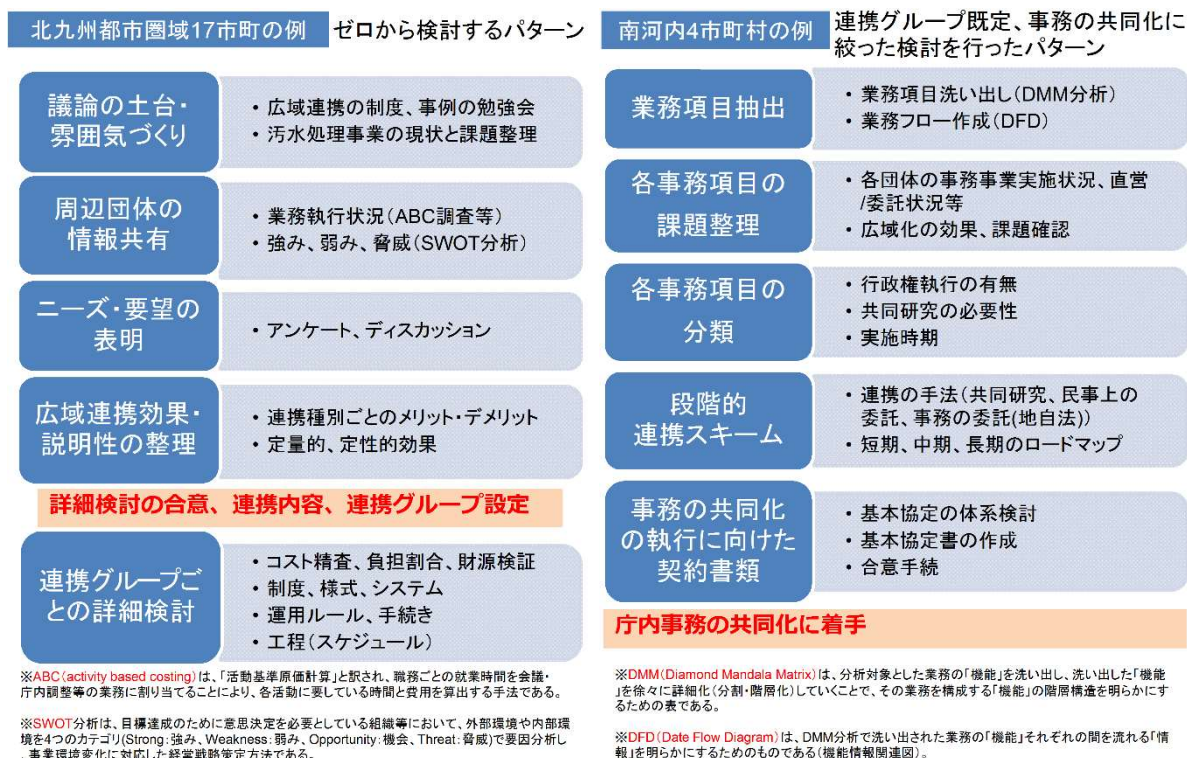 北九州都市圏域17市町の例
ゼロから検討するパターン
議論の土台・
雰囲気づくり
・広域連携の制度、事例の勉強会
・汚水処理事業の現状と課題整理
周辺団体の
情報共有
・業務執行状況(ABC調査等)
・強み、弱み、脅威(SWOT分析)
ニーズ・要望の
表明
・アンケート、ディスカッション
広域連携効果・
説明性の整理
・連携種別ごとのメリット・デメリット
・定量的、定性的効果
詳細検討の合意、連携内容、連携グループ設定
連携グループご
との詳細検討
・コスト精査、負担割合、財源検証
・制度、様式、システム
・運用ルール、手続き
・工程(スケジュール)
※ABC(activity based costing)は、「活動基準原価計算」と訳され、職務ごとの就業時間を会議・
庁内調整等の業務に割り当てることにより、各活動に要している時間と費用を算出する手法である。
※SWOT分析は、目標達成のために意思決定を必要としている組織等において、外部環境や内部環
境を4つのカテゴリ(Strong:強み、Weakness:弱み、Opportunity:機会、Threat:脅威)で要因分析し
、事業環境変化に対応した経営戦略策定方法である。
南河内4市町村の例
連携グループ既定、事務の共同化に
絞った検討を行ったパターン
業務項目抽出
・業務項目洗い出し(DMM分析)
・業務フロー作成(DFD)
各事務項目の
課題整理
・各団体の事務事業実施状況、直営
/委託状況等
・広域化の効果、課題確認
各事務項目の
分類
・行政権執行の有無
・共同研究の必要性
・実施時期
段階的
連携スキーム
・連携の手法(共同研究、民事上の
委託、事務の委託(地自法))
・短期、中期、長期のロードマップ
事務の共同化
の執行に向けた
契約書類
・基本協定の体系検討
・基本協定書の作成
・合意手続
庁内事務の共同化に着手
※DMM(Diamond Mandala Matrix)は、分析対象とした業務の「機能」を洗い出し、洗い出した「機能
」を徐々に詳細化(分割・階層化)していくことで、その業務を構成する「機能」の階層構造を明らかにす
るための表である。
※DFD(Date Flow Diagram)は、DMM分析で洗い出された業務の「機能」それぞれの間を流れる「情
報」を明らかにするためのものである(機能情報関連図)。